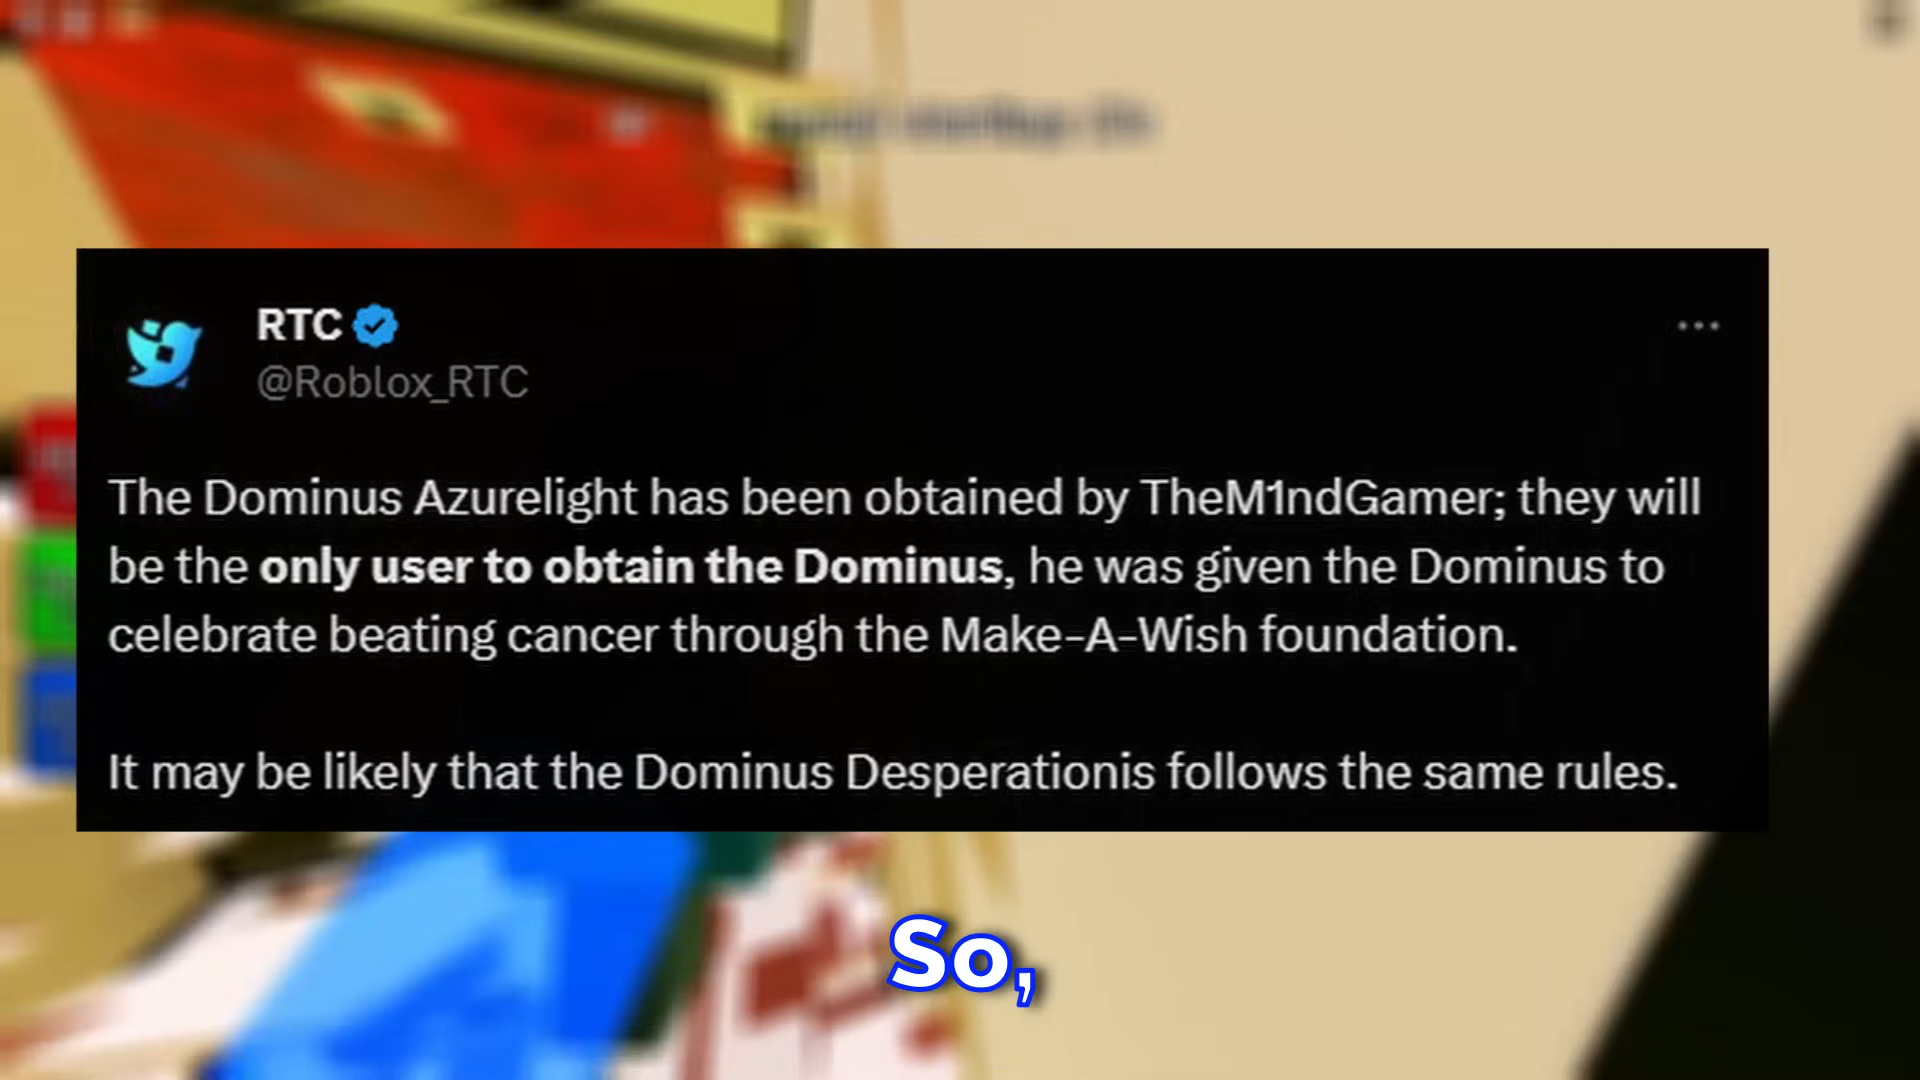 RTC
@Roblox_RTC
The Dominus Azurelight has been obtained by TheM1ndGamer; they will
be the only user to obtain the Dominus, he was given the Dominus to
celebrate beating cancer through the Make-A-Wish foundation.
It may be likely that the Dominus Desperationis follows the same rules.
So,